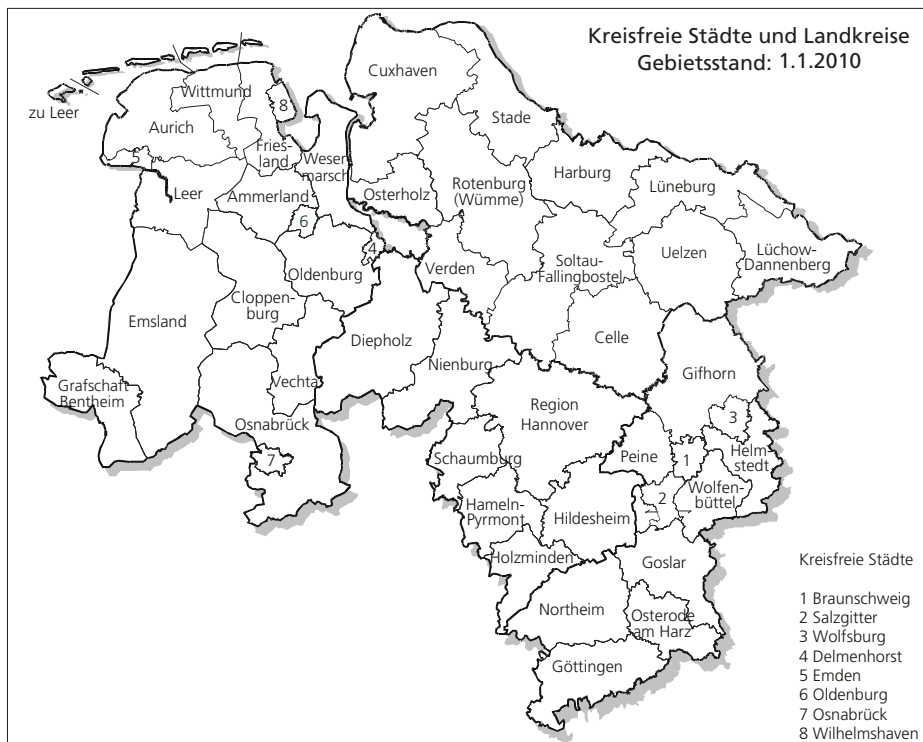 Kreisfreie Städte und Landkreise
Gebietsstand: 1.1.2010
Cuxhaven
Wittmund
8
zu Leer
Stade
Aurich
Fries-
land
Weser-
marsch
5
Harburg
Leer
Ammerland
Osterholz
Rotenburg
(Wümme)
Lüneburg
6
4
Oldenburg
Verden
Soltau-
Fallingbostel
Uelzen
Lüchow-
Dannenberg
Cloppen-
burg
Emsland
Diepholz
Celle
Nienburg
Gifhorn
Vechta
Grafschaft
Bentheim
Region
Hannover
Osnabrück
3
7
Schaumburg
Peine
1
Helm-
stedt
2
Wolfen-
büttel
Hameln-
Pyrmont
Hildesheim
Holzminden
Goslar
Northeim
Osterode
am Harz
Göttingen
Kreisfreie Städte
1 Braunschweig
2 Salzgitter
3 Wolfsburg
4 Delmenhorst
5 Emden
6 Oldenburg
7 Osnabrück
8 Wilhelmshaven